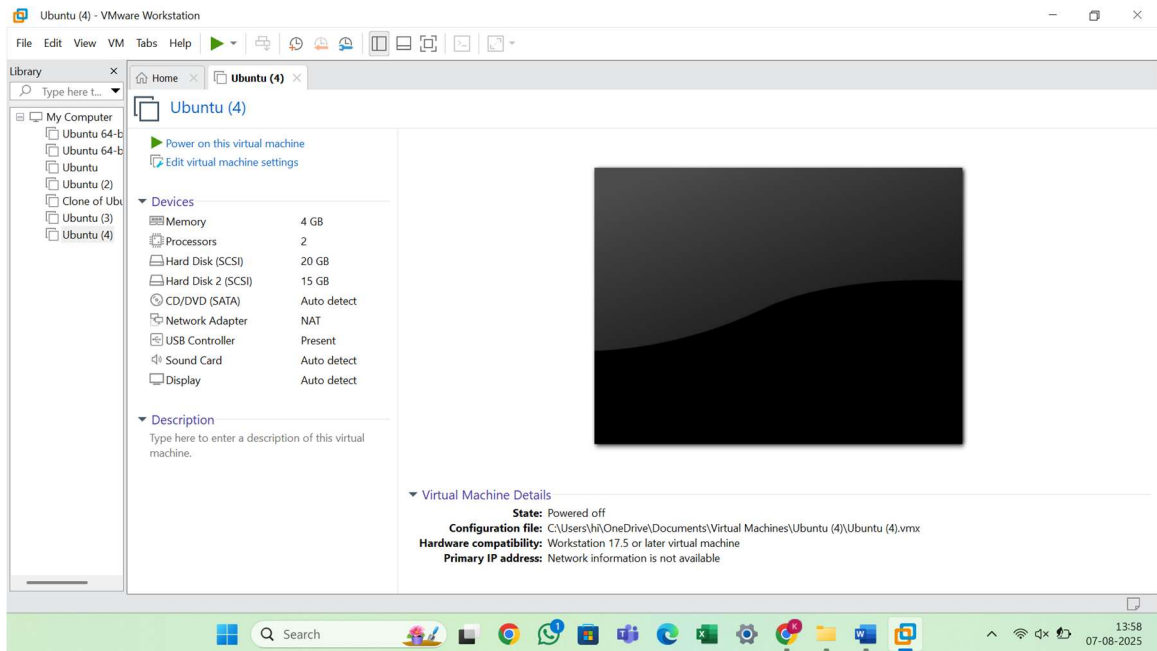 Ubuntu (4) - VMware Workstation
File Edit View VM Tabs Help
Library
Type here t...
My Computer
Ubuntu 64-b
Ubuntu 64-b
Ubuntu
Ubuntu (2)
Clone of Ubu
Ubuntu (3)
Ubuntu (4)
Home
Ubuntu (4)
Ubuntu (4)
Power on this virtual machine
Edit virtual machine settings
Devices
Memory 4 GB
Processors 2
Hard Disk (SCSI) 20 GB
Hard Disk 2 (SCSI) 15 GB
CD/DVD (SATA) Auto detect
Network Adapter NAT
USB Controller Present
Sound Card Auto detect
Display Auto detect
Description
Type here to enter a description of this virtual
machine.
Virtual Machine Details
State: Powered off
Configuration file: C:\Users\hi\OneDrive\Documents\Virtual Machines\Ubuntu (4)\Ubuntu (4).vmx
Hardware compatibility: Workstation 17.5 or later virtual machine
Primary IP address: Network information is not available
Search
1
K
13:58
07-08-2025